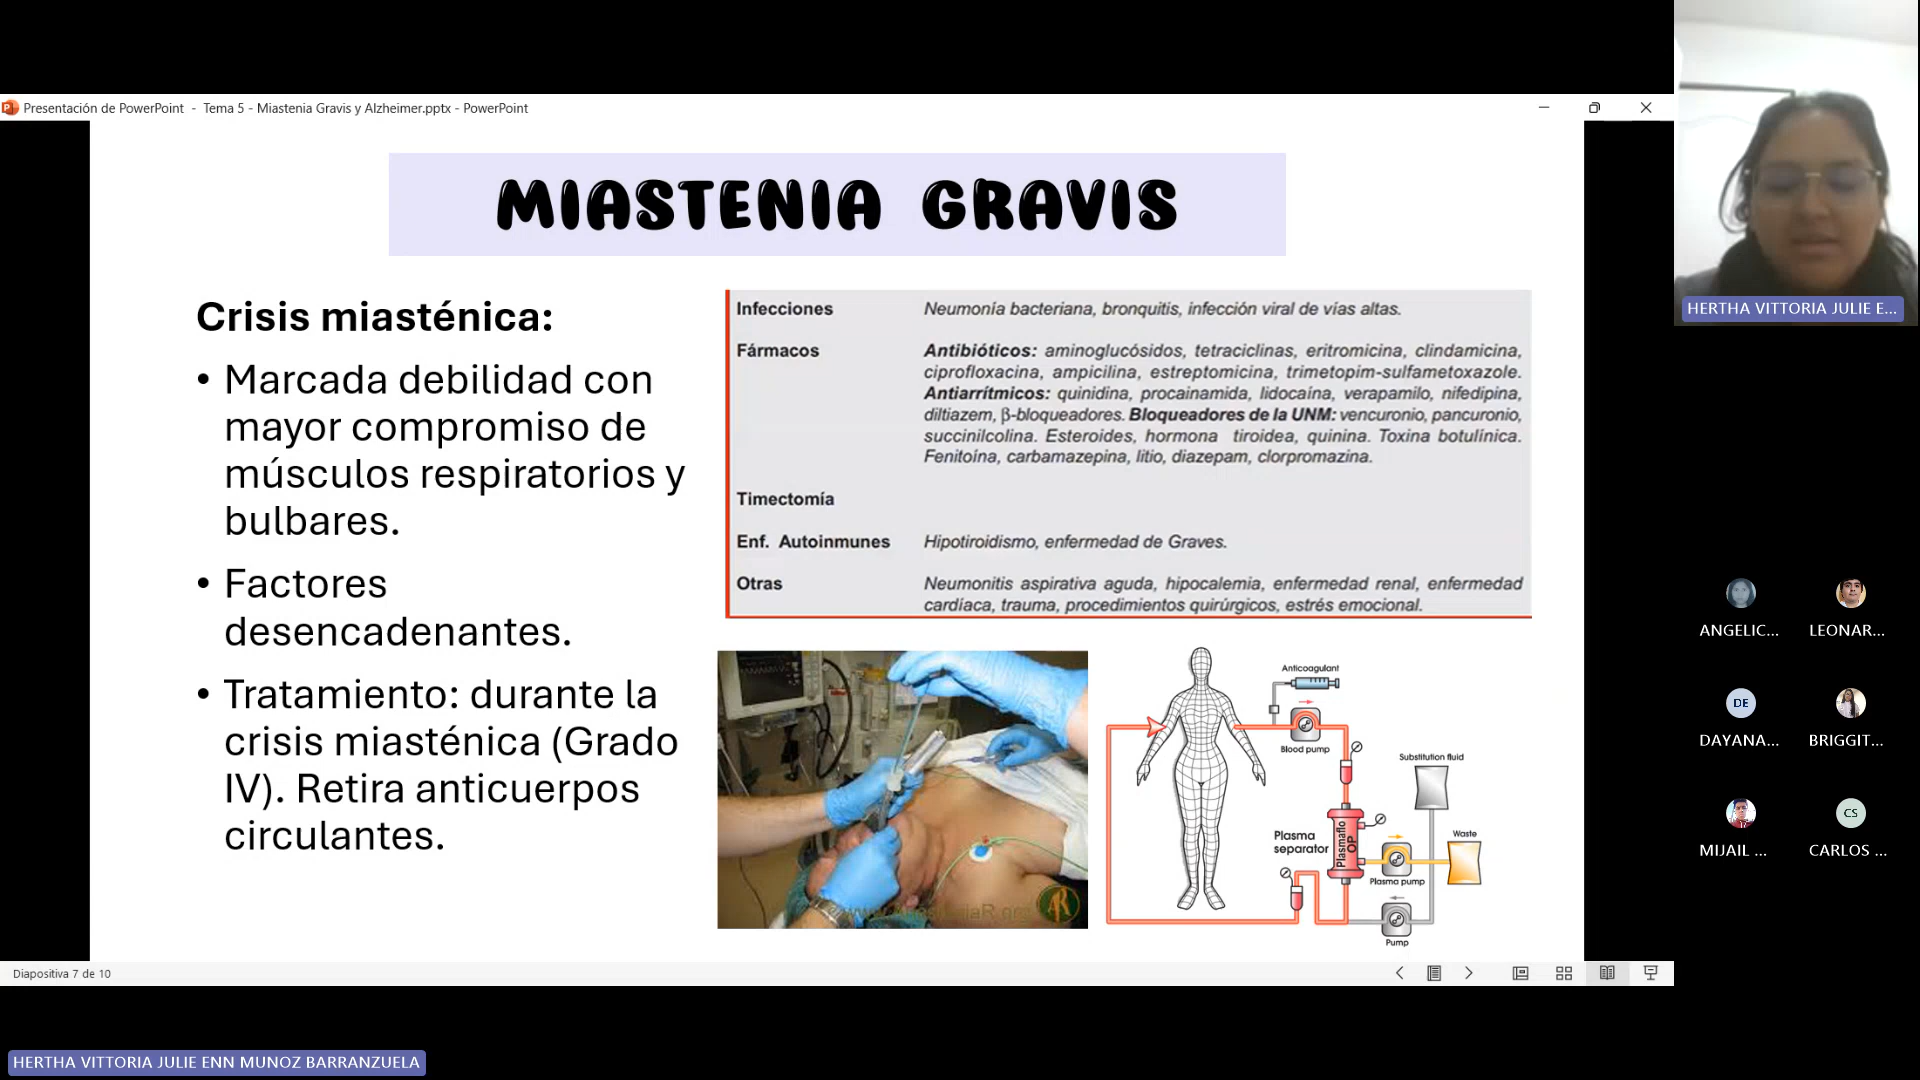 Presentación de PowerPoint - Tema 5 - Miastenia Gravis y Alzheimer.pptx - PowerPoint
MIASTENIA GRAVIS
Crisis miasténica:
• Marcada debilidad con
mayor compromiso de
músculos respiratorios y
bulbares.
• Factores
desencadenantes.
• Tratamiento: durante la
crisis miasténica (Grado
IV). Retira anticuerpos
circulantes.
Infecciones Neumonía bacteriana, bronquitis, infección viral de vías altas.
Fármacos Antibióticos: aminoglucósidos, tetraciclinas, eritromicina, clindamicina,
ciprofloxacina, ampicilina, estreptomicina, trimetopim-sulfametoxazole.
Antiarrítmicos: quinidina, procainamida, lidocaína, verapamilo, nifedipina,
diltiazem, β-bloqueadores. Bloqueadores de la UNM: vencuronio, pancuronio,
succinilcolina. Esteroides, hormona tiroidea, quinina. Toxina botulínica.
Fenitoína, carbamazepina, litio, diazepam, clorpromazina.
Timectomía
Enf. Autoinmunes Hipotiroidismo, enfermedad de Graves.
Otras Neumonitis aspirativa aguda, hipocalemia, enfermedad renal, enfermedad
cardíaca, trauma, procedimientos quirúrgicos, estrés emocional.
Anticoagulant
Blood pump
Substitution fluid
Plasma
separator
Plasmaflo
OP
Waste
Plasma pump
Pump
Diapositiva 7 de 10
HERTHA VITTORIA JULIE E...
ANGELIC...
LEONAR...
DE
DAYANA...
BRIGGIT...
MIJAIL ...
CS
CARLOS ...
HERTHA VITTORIA JULIE ENN MUNOZ BARRANZUELA